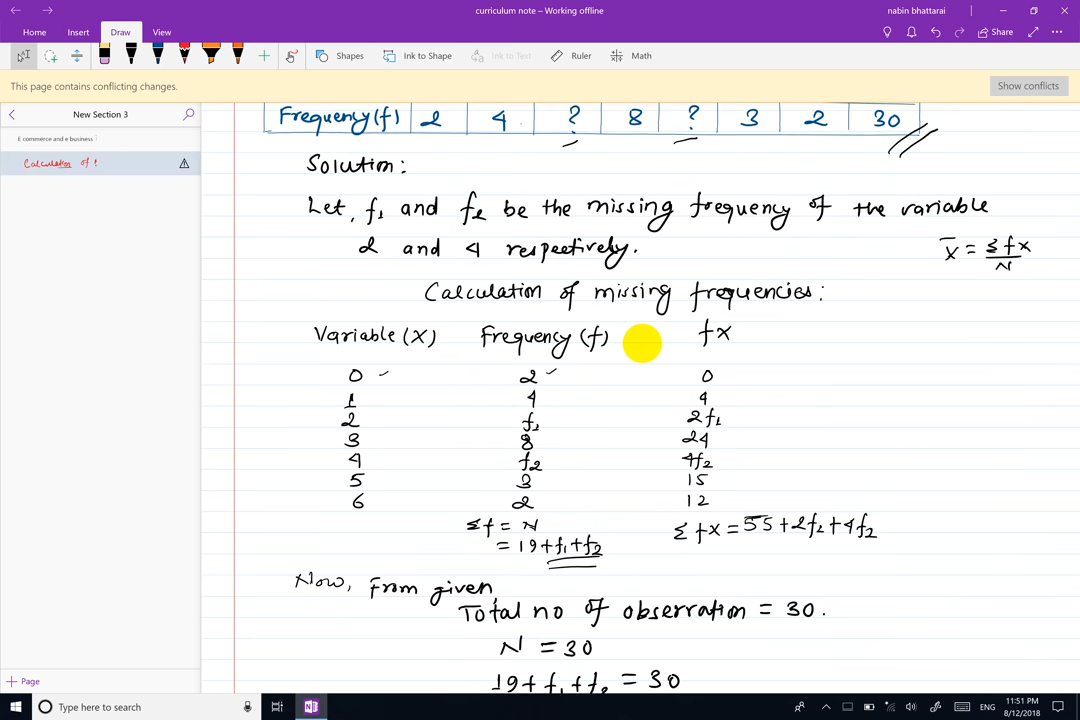 curriculum note – Working offline
nabin bhattarai
Home Insert Draw View
Share
Shapes Ink to Shape Ink to Text Ruler Math
This page contains conflicting changes.
Show conflicts
New Section 3
E commerce and e business
Calculation of
Frequency(f) 2 4 ? 8 ? 3 2 30
Solution:
Let, f1 and f2 be the missing frequency of the variable
2 and 4 respectively.
x̄ = Σfx/N
Calculation of missing frequencies:
Variable (X) Frequency (f) fx
0 2 0
1 4 4
2 f1 2f1
3 8 24
4 f2 4f2
5 3 15
6 2 12
Σf = N
= 19+f1+f2
Σfx = 55+2f1+4f2
Now, From given,
Total no of observation = 30.
N = 30
19+f1+f2 = 30
+ Page
Type here to search
ENG
11:51 PM
8/12/2018